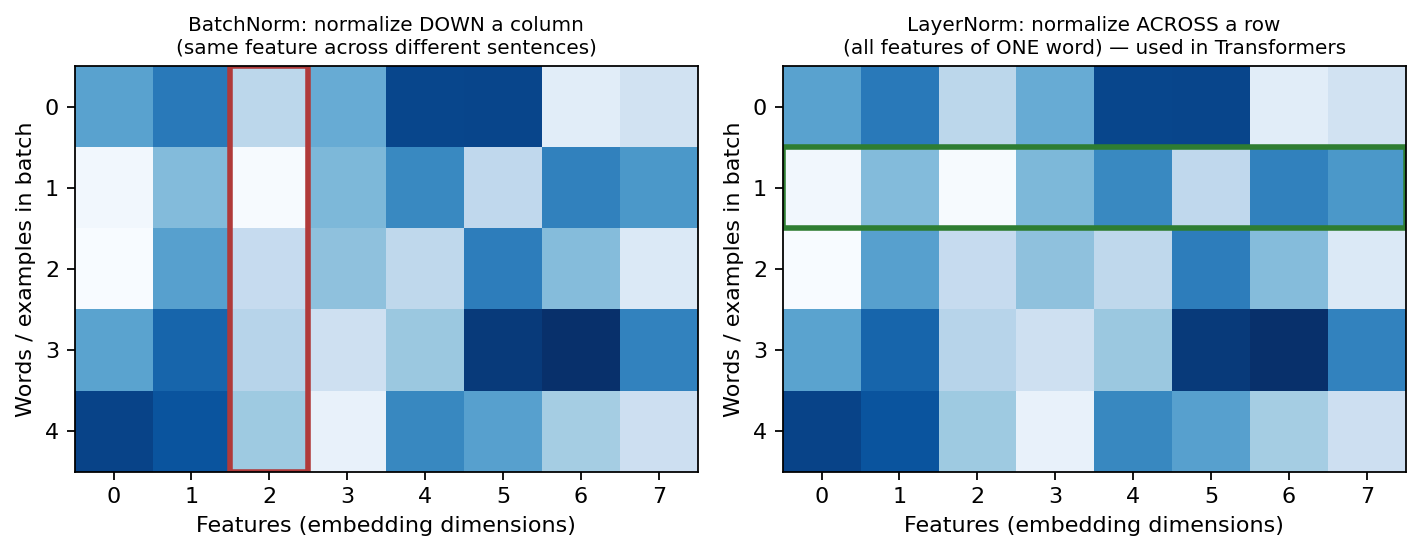 BatchNorm: normalize DOWN a column
(same feature across different sentences)
Words / examples in batch
0
1
2
3
4
0 1 2 3 4 5 6 7
Features (embedding dimensions)
LayerNorm: normalize ACROSS a row
(all features of ONE word) — used in Transformers
Words / examples in batch
0
1
2
3
4
0 1 2 3 4 5 6 7
Features (embedding dimensions)